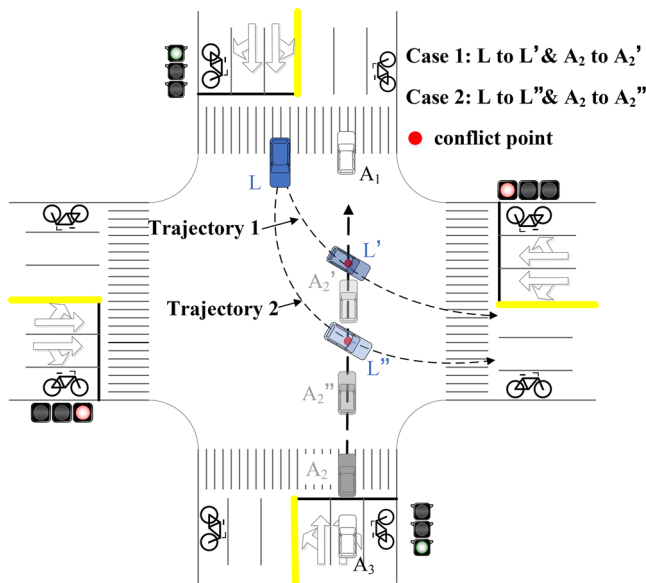 Case 1: L to L'& A₂ to A₂'
Case 2: L to L''& A₂ to A₂''
conflict point
A₁
L
Trajectory 1
L'
A₂'
Trajectory 2
L''
A₂''
A₂
A₃